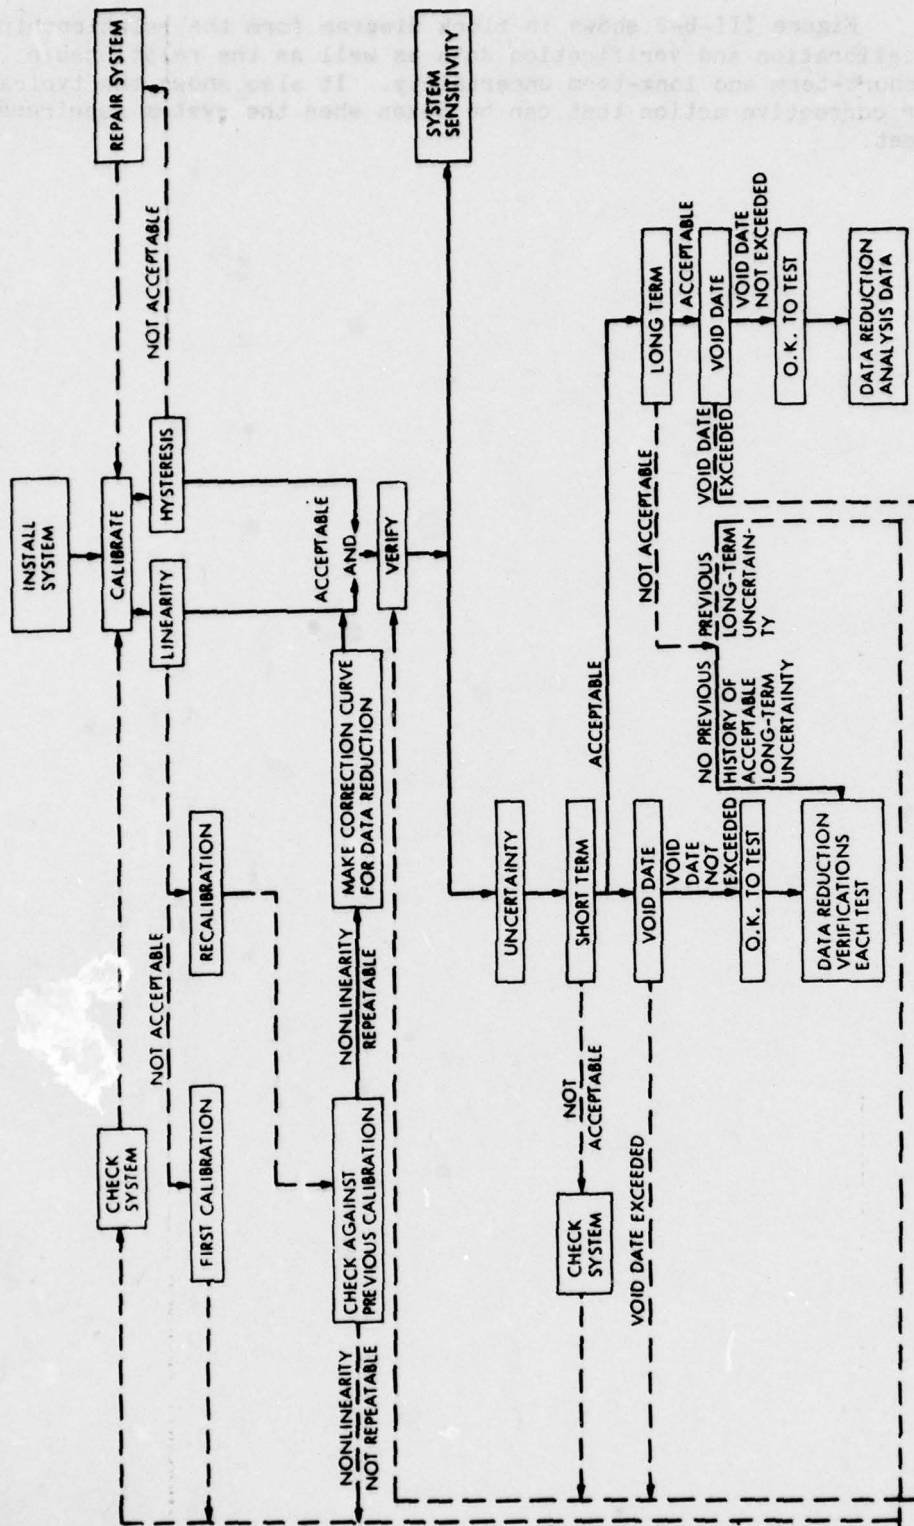 INSTALL
SYSTEM
CHECK
SYSTEM
CALIBRATE
REPAIR SYSTEM
NOT ACCEPTABLE
LINEARITY
HYSTERESIS
NOT ACCEPTABLE
FIRST CALIBRATION
RECALIBRATION
ACCEPTABLE
AND
NONLINEARITY
NOT REPEATABLE
CHECK AGAINST
PREVIOUS CALIBRATION
NONLINEARITY
REPEATABLE
MAKE CORRECTION CURVE
FOR DATA REDUCTION
VERIFY
SYSTEM
SENSITIVITY
UNCERTAINTY
CHECK
SYSTEM
NOT
ACCEPTABLE
SHORT TERM
ACCEPTABLE
LONG TERM
NOT ACCEPTABLE
ACCEPTABLE
VOID DATE EXCEEDED
VOID DATE
VOID
DATE
NOT
EXCEEDED
NO PREVIOUS
HISTORY OF
ACCEPTABLE
LONG-TERM
UNCERTAINTY
PREVIOUS
LONG-TERM
UNCERTAIN-
TY
VOID DATE
EXCEEDED
VOID DATE
VOID DATE
NOT EXCEEDED
O.K. TO TEST
O.K. TO TEST
DATA REDUCTION
VERIFICATIONS
EACH TEST
DATA REDUCTION
ANALYSIS DATA